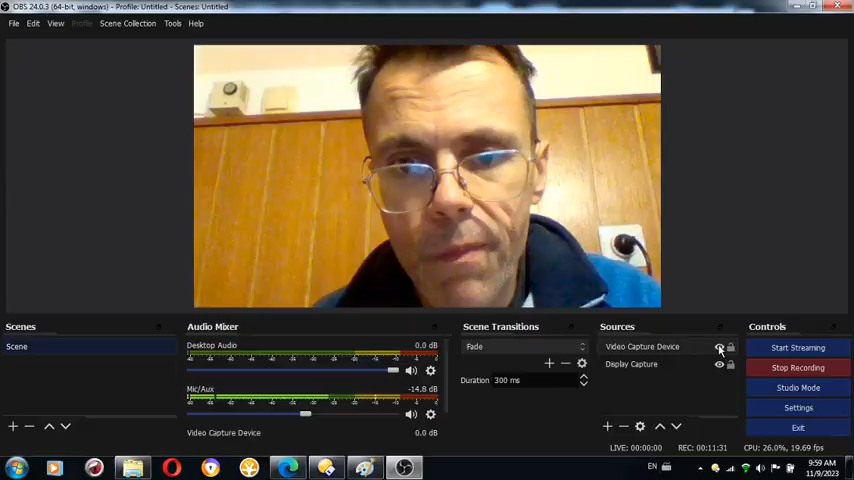 OBS 24.0.3 (64-bit, windows) - Profile: Untitled - Scenes: Untitled
File Edit View Profile Scene Collection Tools Help
Scenes
Scene
Audio Mixer
Desktop Audio 0.0 dB
Mic/Aux -14.8 dB
Video Capture Device 0.0 dB
Scene Transitions
Fade
Duration 300 ms
Sources
Video Capture Device
Display Capture
Controls
Start Streaming
Stop Recording
Studio Mode
Settings
Exit
LIVE: 00:00:00 REC: 00:11:31 CPU: 26.0%, 19.69 fps
EN
9:59 AM
11/9/2023